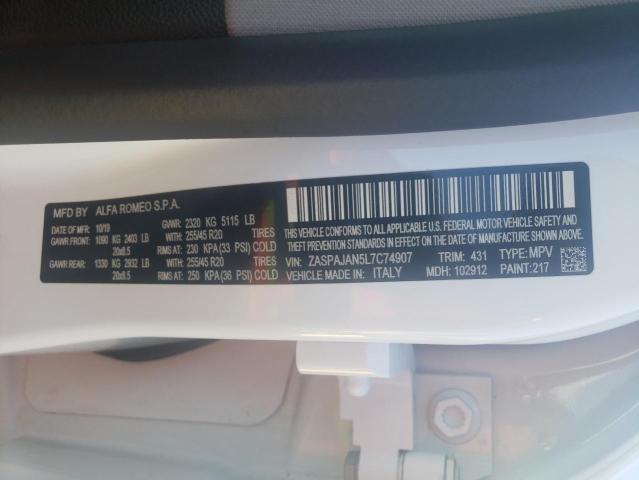 MFD BY ALFA ROMEO S.P.A.
DATE OF MFR: 10/19 GVWR: 2320 KG 5115 LB
GAWR FRONT: 1090 KG 2403 LB 255/45 R20 TIRES
20x8.5 RIMS AT 230 KPA (33 PSI) COLD
GAWR REAR: 1330 KG 2932 LB 255/45 R20 TIRES
20x8.5 RIMS AT 250 KPA (36 PSI) COLD
THIS VEHICLE CONFORMS TO ALL APPLICABLE U.S. FEDERAL MOTOR VEHICLE SAFETY AND
THEFT PREVENTION STANDARDS IN EFFECT ON THE DATE OF MANUFACTURE SHOWN ABOVE
VIN: ZASPAJAN5L7C74907 TRIM: 431 TYPE: MPV
VEHICLE MADE IN: ITALY MDH: 102912 PAINT: 217